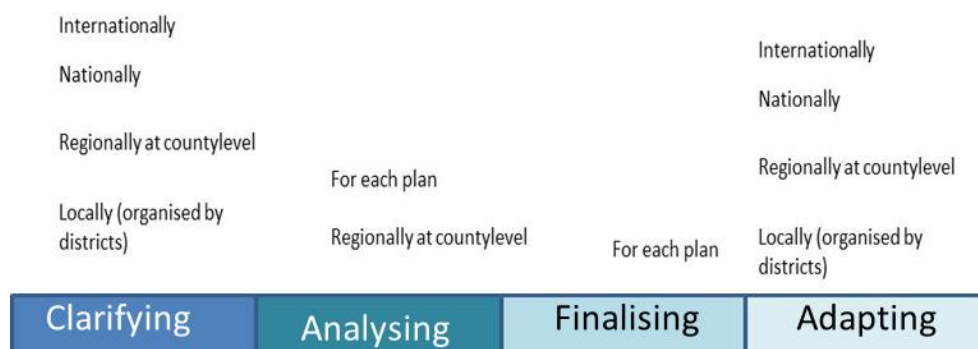 Internationally
Nationally
Regionally at countylevel
Locally (organised by
districts)
For each plan
Regionally at countylevel
For each plan
Internationally
Nationally
Regionally at countylevel
Locally (organised by
districts)
Clarifying
Analysing
Finalising
Adapting